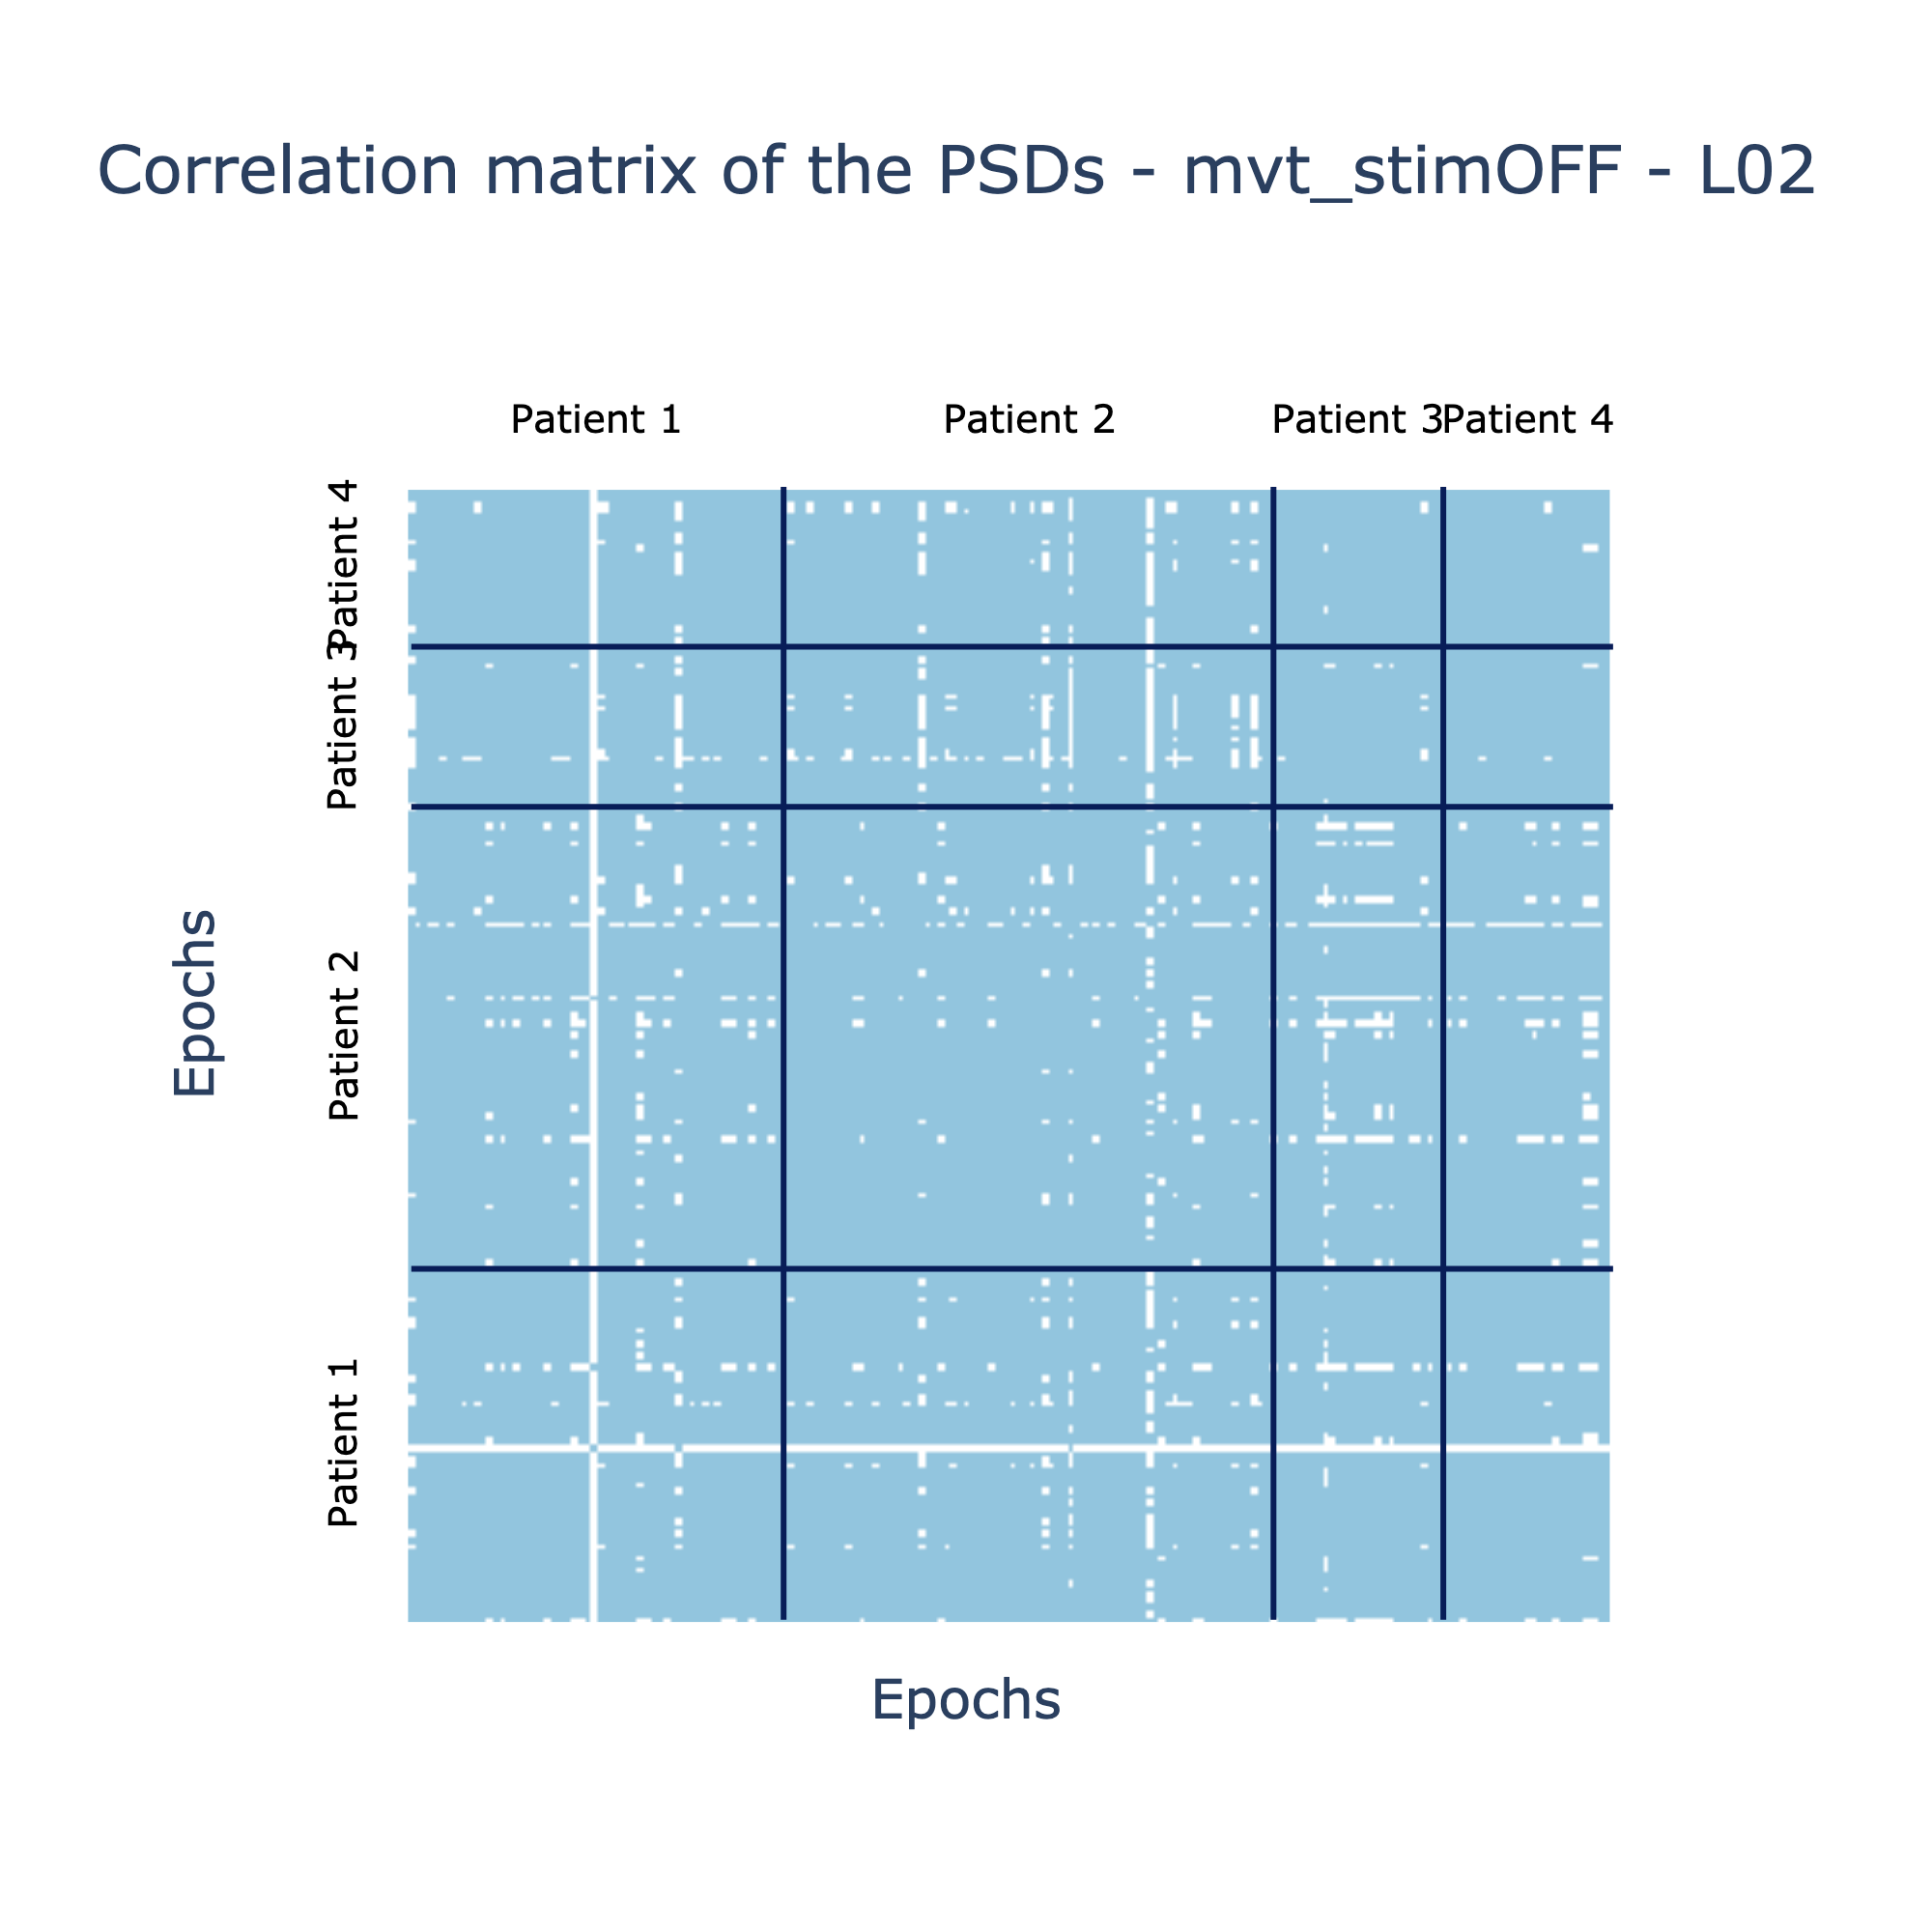 Correlation matrix of the PSDs - mvt_stimOFF - L02
Patient 1
Patient 2
Patient 3
Patient 4
Patient 4
Patient 3
Patient 2
Patient 1
Epochs
Epochs